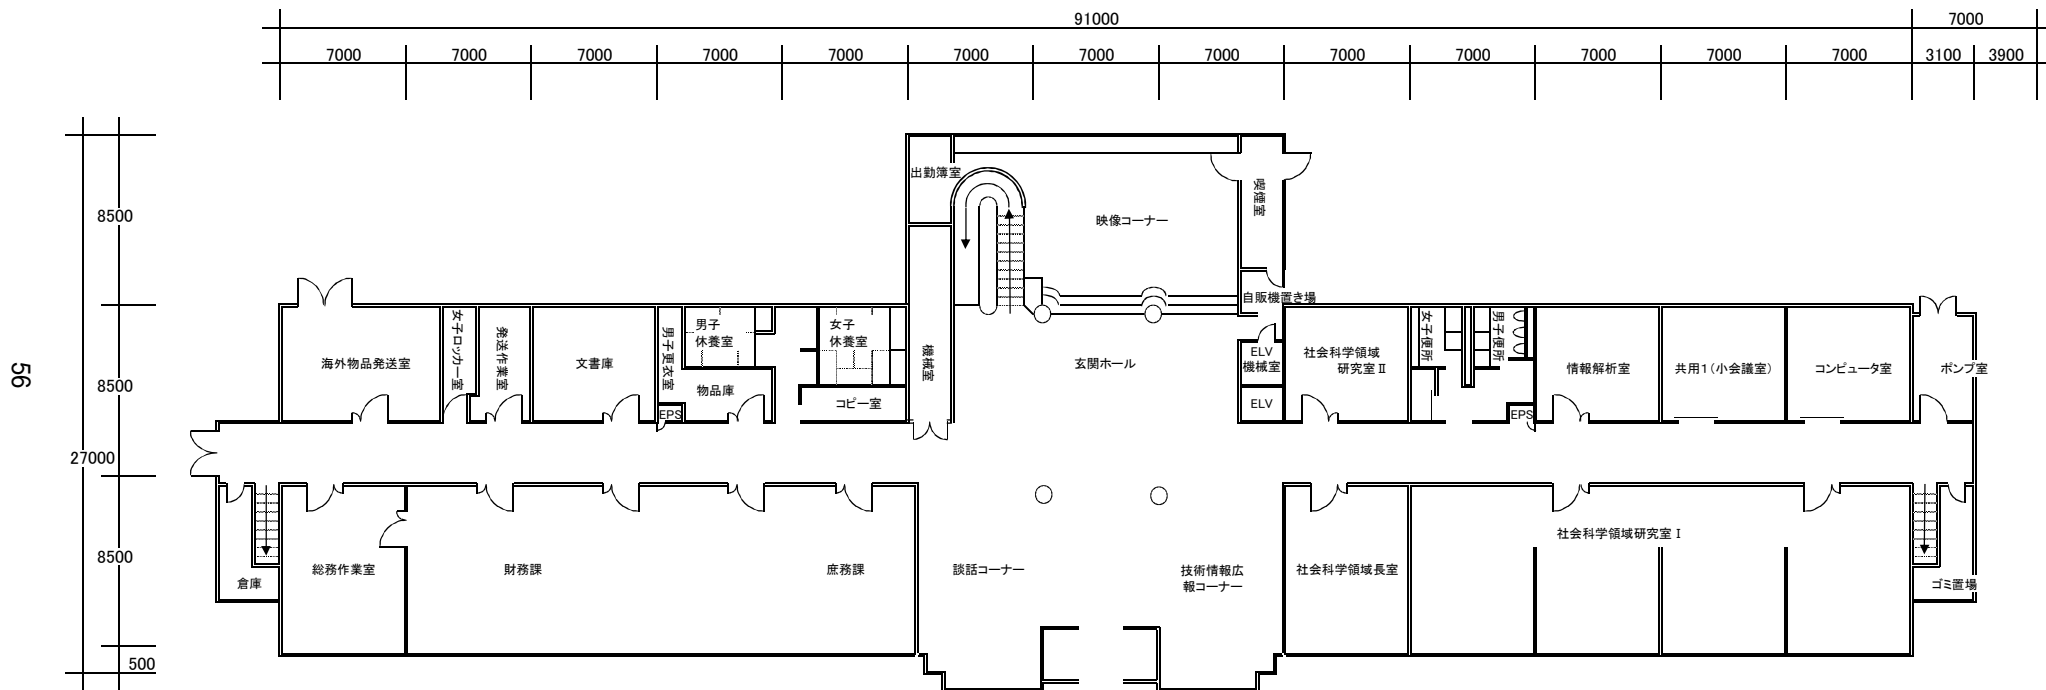 91000
7000
7000
7000
7000
7000
7000
7000
7000
7000
7000
7000
7000
7000
7000
3100
3900
8500
8500
27000
8500
500
56
出勤簿室
喫煙室
映像コーナー
自販機置き場
海外物品発送室
女子ロッカー室
発送作業室
文書庫
男子更衣室
男子
休養室
女子
休養室
物品庫
コピー室
EPS
機械室
玄関ホール
ELV
機械室
ELV
社会科学領域
研究室Ⅱ
女子便所
男子便所
EPS
情報解析室
共用1(小会議室)
コンピュータ室
ポンプ室
倉庫
総務作業室
財務課
庶務課
談話コーナー
技術情報広
報コーナー
社会科学領域長室
社会科学領域研究室Ⅰ
ゴミ置場